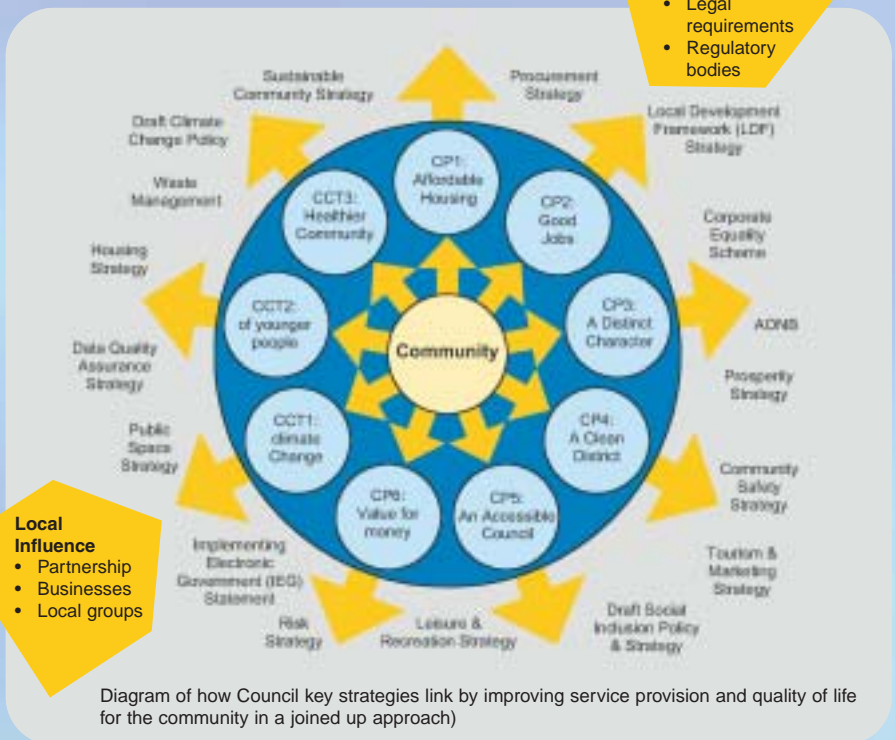 • Legal
requirements
• Regulatory
bodies
Sustainable
Community Strategy
Procurement
Strategy
Draft Climate
Change Policy
Local Development
Framework (LDF)
Strategy
Waste
Management
Corporate
Equality
Scheme
Housing
Strategy
AONB
Data Quality
Assurance
Strategy
Prosperity
Strategy
Public
Space
Strategy
Community
Safety
Strategy
Implementing
Electronic
Government (IEG)
Statement
Tourism &
Marketing
Strategy
Risk
Strategy
Leisure &
Recreation Strategy
Draft Social
Inclusion Policy
& Strategy
CP1:
Affordable
Housing
CP2:
Good
Jobs
CP3:
A Distinct
Character
CP4:
A Clean
District
CP5:
An Accessible
Council
CP6:
Value for
money
CCT1:
climate
Change
CCT2:
of younger
people
CCT3:
Healthier
Community
Community
Local
Influence
• Partnership
• Businesses
• Local groups
Diagram of how Council key strategies link by improving service provision and quality of life
for the community in a joined up approach)